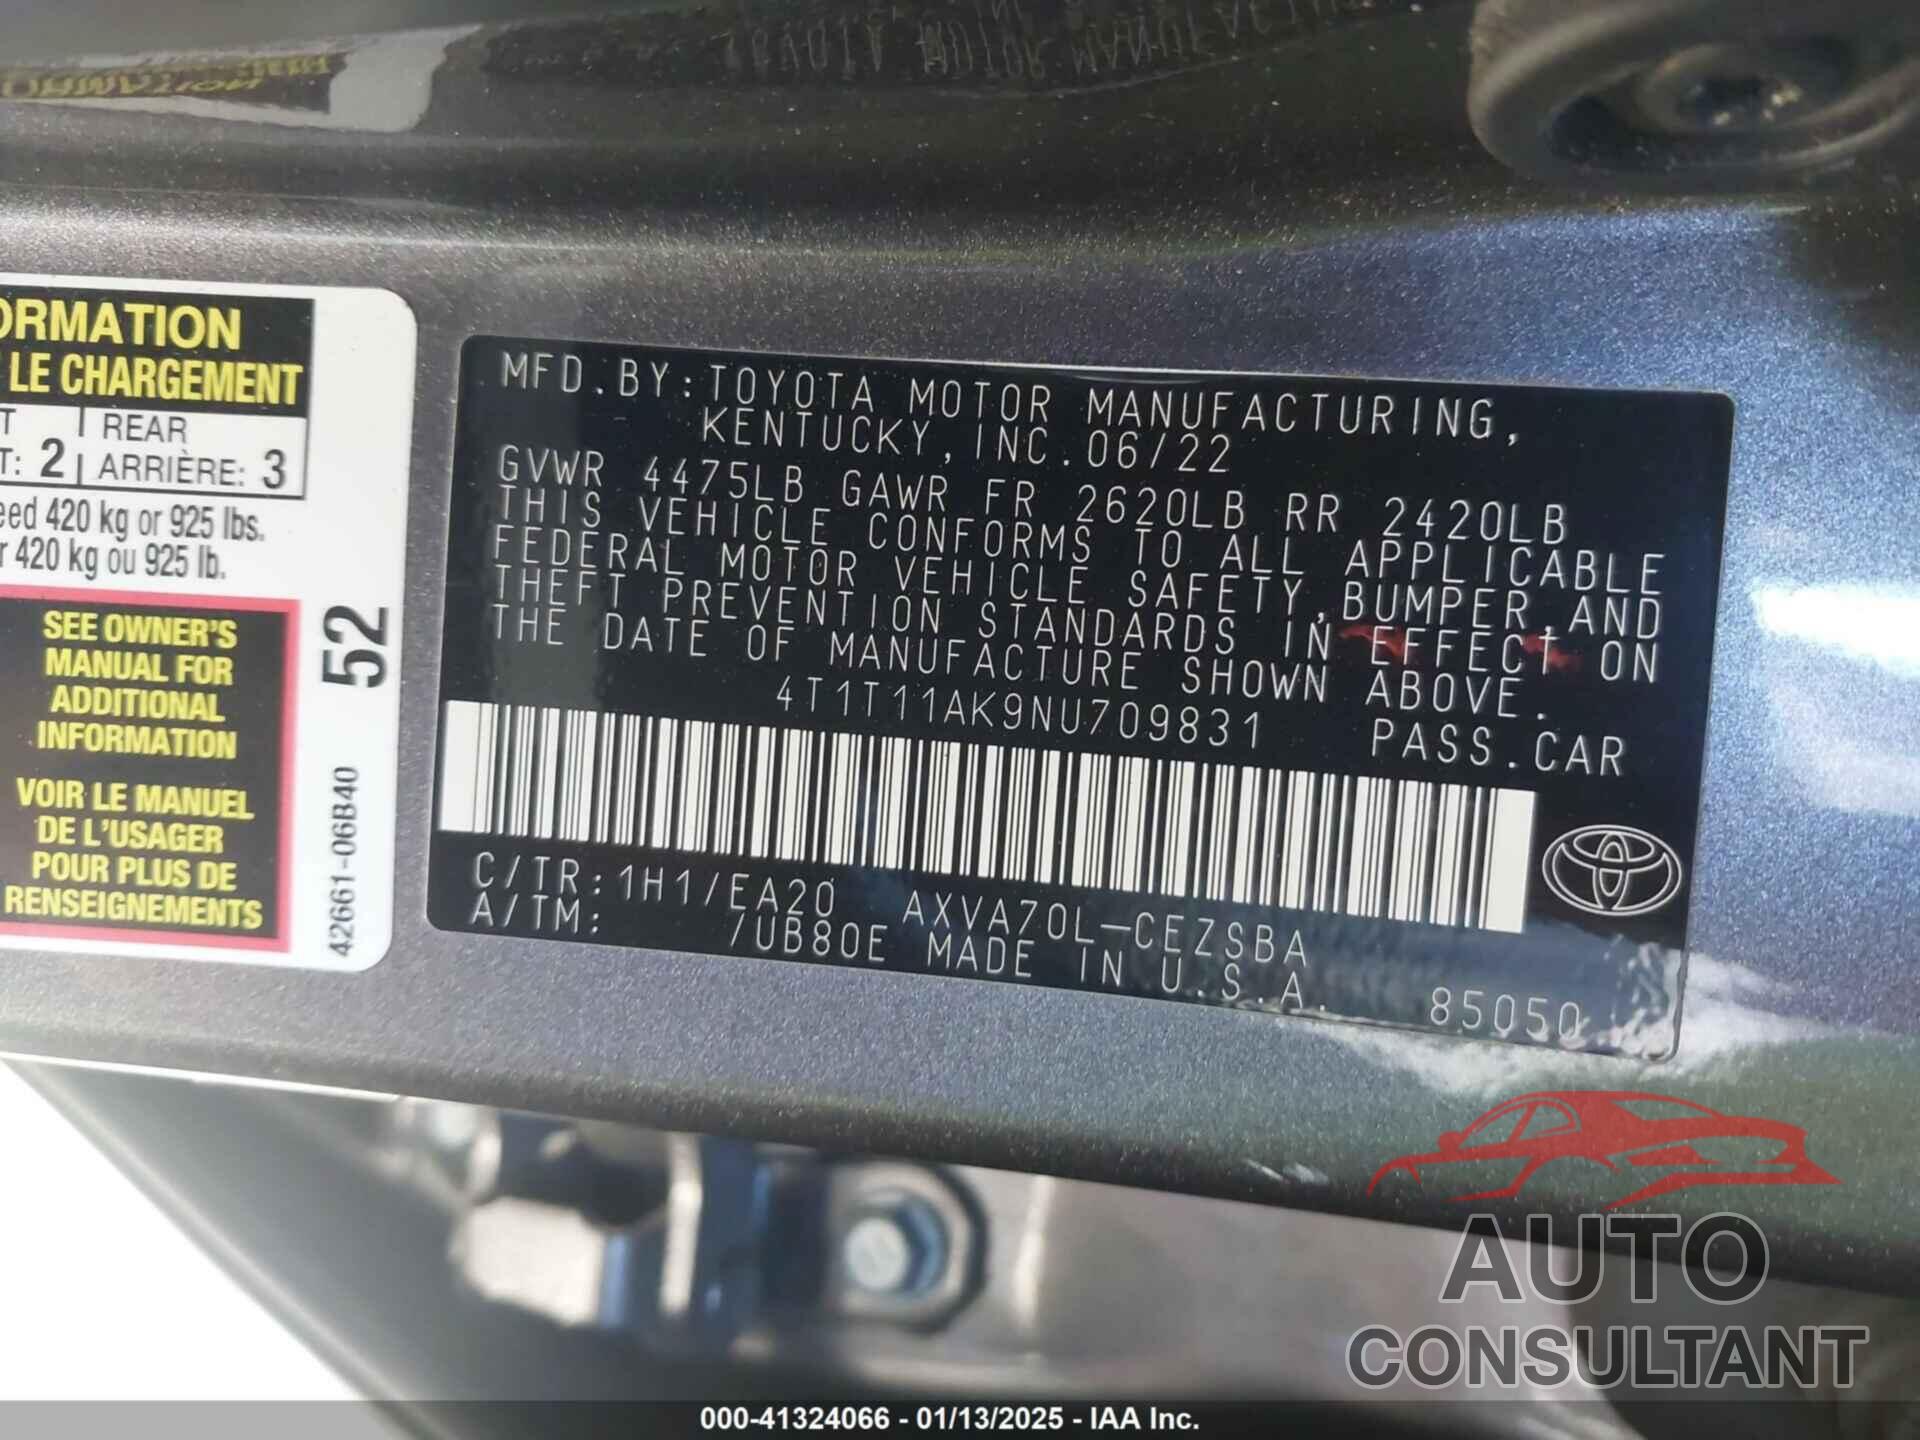 TOYOTA MOTOR MANUFACTU
ORMATION
LE CHARGEMENT
T | REAR
T: 2 | ARRIÈRE: 3
eed 420 kg or 925 lbs.
r 420 kg ou 925 lb.
SEE OWNER'S
MANUAL FOR
ADDITIONAL
INFORMATION
VOIR LE MANUEL
DE L'USAGER
POUR PLUS DE
RENSEIGNEMENTS
52
42661-06B40
MFD.BY:TOYOTA MOTOR MANUFACTURING,
KENTUCKY,INC.06/22
GVWR 4475LB GAWR FR 2620LB RR 2420LB
THIS VEHICLE CONFORMS TO ALL APPLICABLE
FEDERAL MOTOR VEHICLE SAFETY,BUMPER,AND
THEFT PREVENTION STANDARDS IN EFFECT ON
THE DATE OF MANUFACTURE SHOWN ABOVE.
4T1T11AK9NU709831 PASS.CAR
C/TR:1H1/EA20 AXVA70L-CEZSBA
A/TM: /UB80E MADE IN U.S.A.
85050
AUTO
CONSULTANT
000-41324066 - 01/13/2025 - IAA Inc.